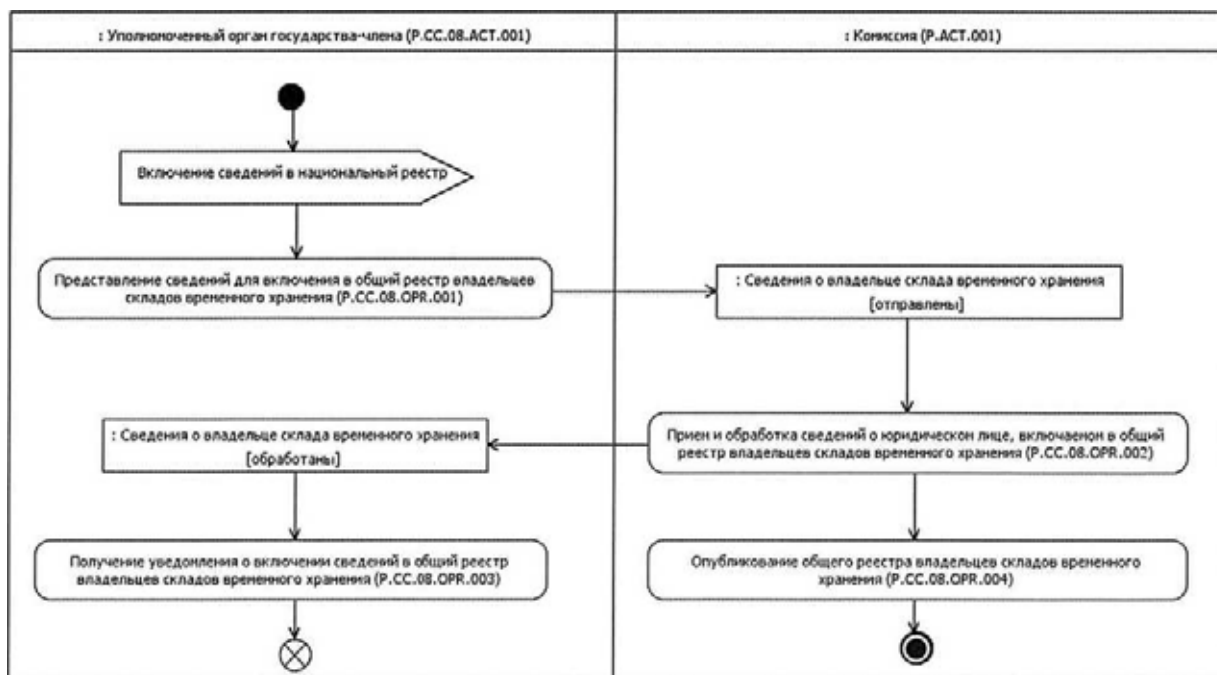 : Уполномоченный орган государства-члена (P.CC.08.ACT.001)
: Комиссия (P.ACT.001)
Включение сведений в национальный реестр
Представление сведений для включения в общий реестр владельцев
складов временного хранения (P.CC.08.OPR.001)
: Сведения о владельце склада временного хранения
[отправлены]
: Сведения о владельце склада временного хранения
[обработаны]
Прием и обработка сведений о юридическом лице, включаемом в общий
реестр владельцев складов временного хранения (P.CC.08.OPR.002)
Получение уведомления о включении сведений в общий реестр
владельцев складов временного хранения (P.CC.08.OPR.003)
Опубликование общего реестра владельцев складов временного
хранения (P.CC.08.OPR.004)